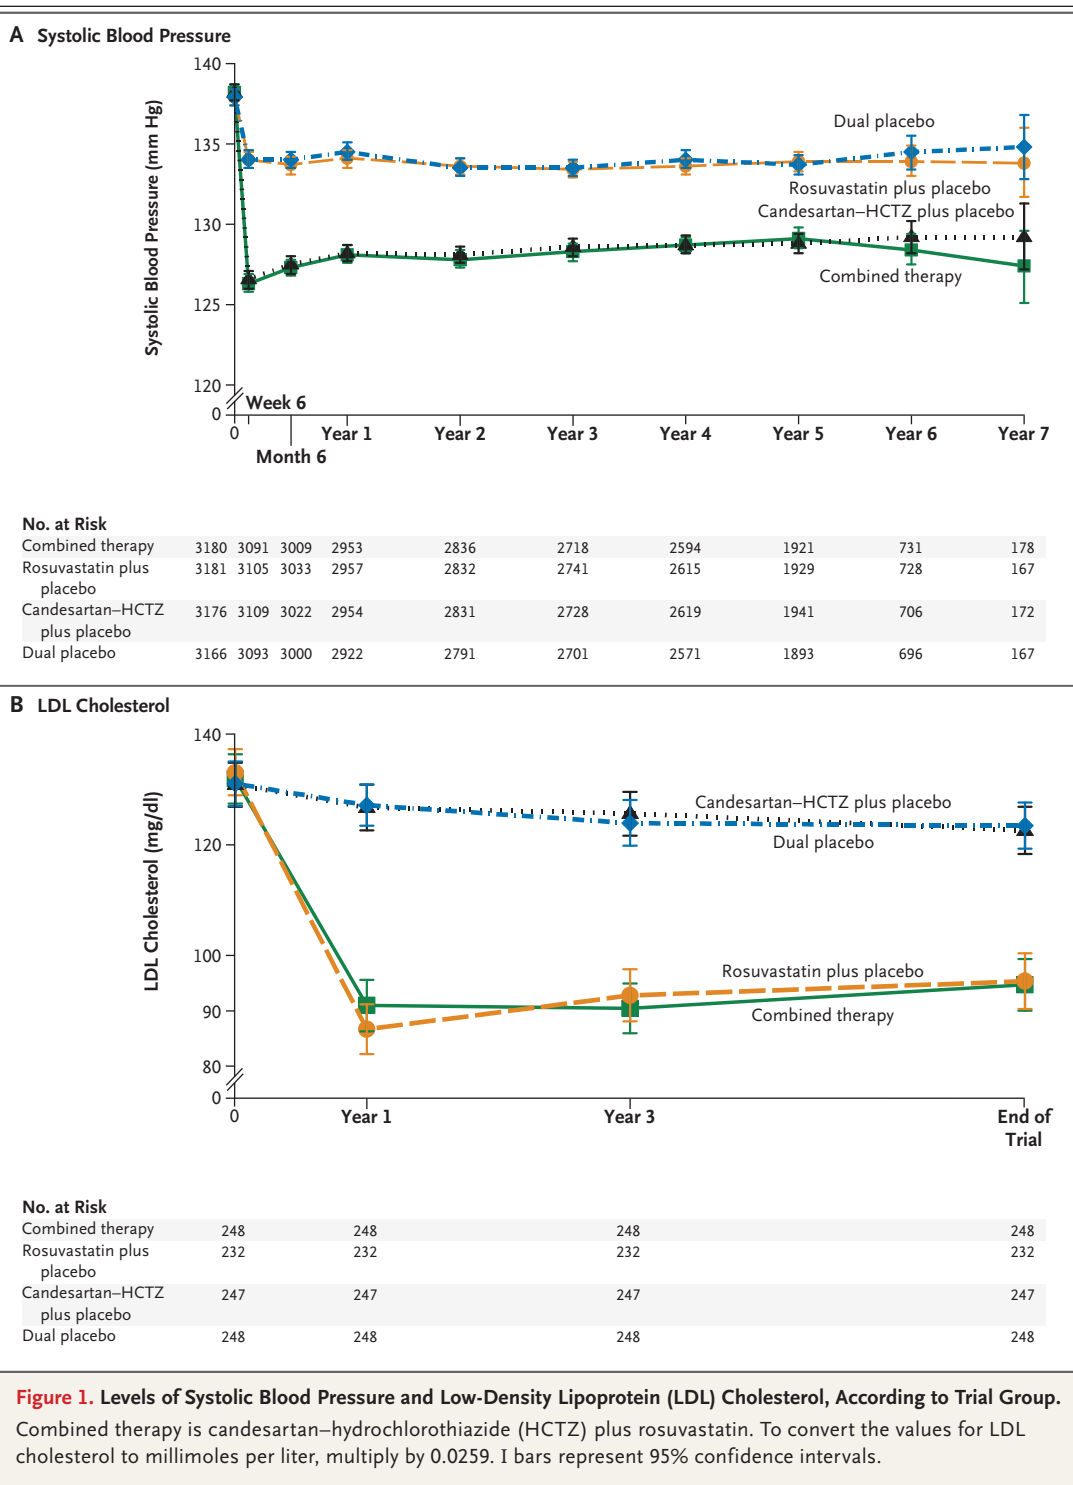 A Systolic Blood Pressure
140
135
130
125
120
0
Systolic Blood Pressure (mm Hg)
Dual placebo
Rosuvastatin plus placebo
Candesartan–HCTZ plus placebo
Combined therapy
Week 6
0 Year 1 Year 2 Year 3 Year 4 Year 5 Year 6 Year 7
Month 6
No. at Risk
Combined therapy 3180 3091 3009 2953 2836 2718 2594 1921 731 178
Rosuvastatin plus 3181 3105 3033 2957 2832 2741 2615 1929 728 167
placebo
Candesartan–HCTZ 3176 3109 3022 2954 2831 2728 2619 1941 706 172
plus placebo
Dual placebo 3166 3093 3000 2922 2791 2701 2571 1893 696 167
B LDL Cholesterol
140
120
100
90
80
0
LDL Cholesterol (mg/dl)
Candesartan–HCTZ plus placebo
Dual placebo
Rosuvastatin plus placebo
Combined therapy
0 Year 1 Year 3 End of
Trial
No. at Risk
Combined therapy 248 248 248 248
Rosuvastatin plus 232 232 232 232
placebo
Candesartan–HCTZ 247 247 247 247
plus placebo
Dual placebo 248 248 248 248
Figure 1. Levels of Systolic Blood Pressure and Low-Density Lipoprotein (LDL) Cholesterol, According to Trial Group.
Combined therapy is candesartan–hydrochlorothiazide (HCTZ) plus rosuvastatin. To convert the values for LDL
cholesterol to millimoles per liter, multiply by 0.0259. I bars represent 95% confidence intervals.